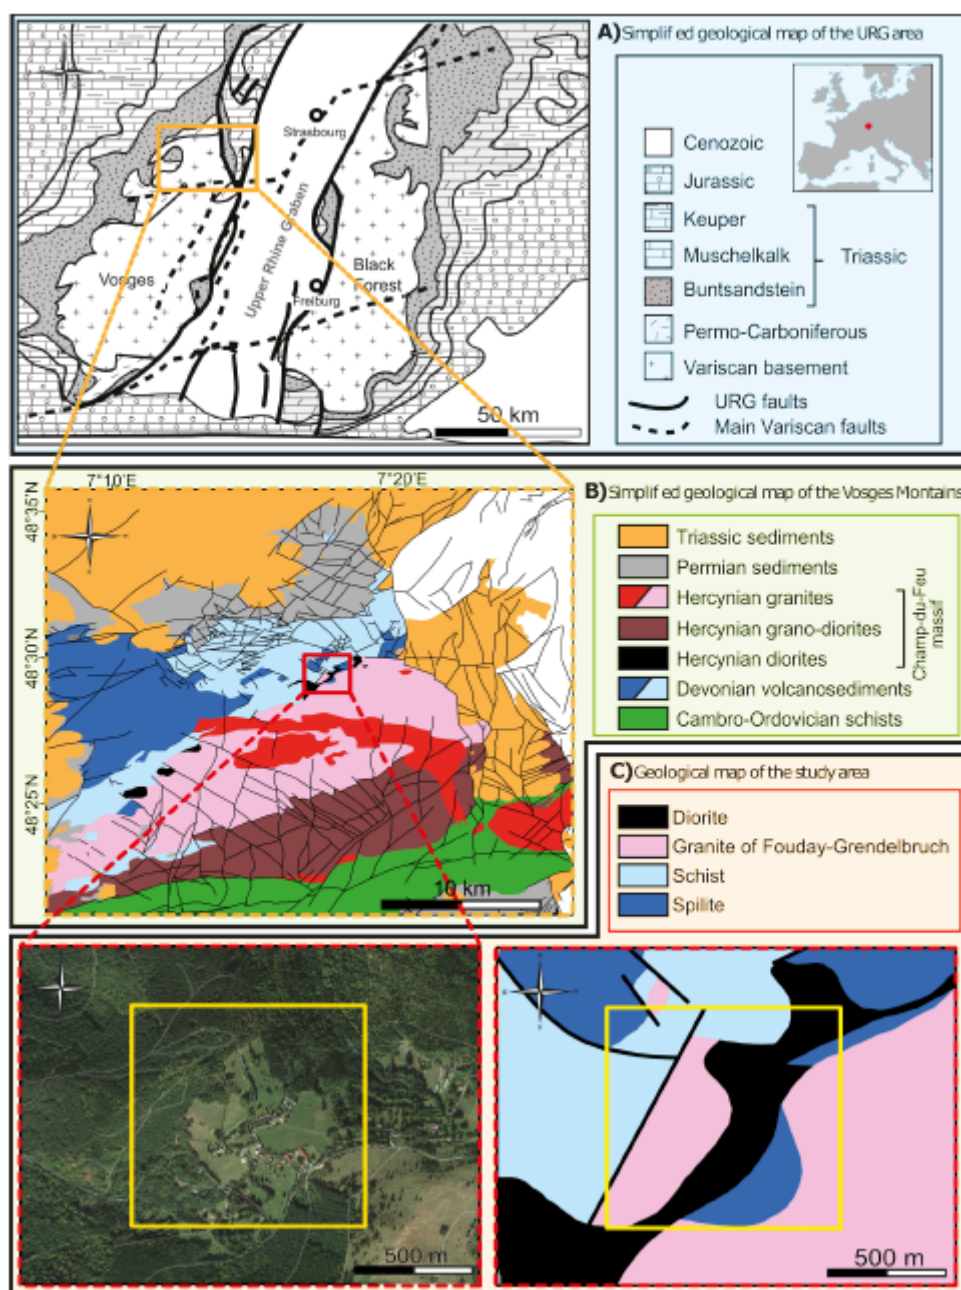 A) Simplif ed geological map of the URG area
Cenozoic
Jurassic
Keuper
Muschelkalk
Triassic
Buntsandstein
Permo-Carboniferous
Variscan basement
URG faults
Main Variscan faults
Strasbourg
Upper Rhine Graben
Vosges
Black
Forest
Freiburg
50 km
B) Simplif ed geological map of the Vosges Montains
7°10'E
7°20'E
48°35'N
48°30'N
48°25'N
10 km
Triassic sediments
Permian sediments
Hercynian granites
Hercynian grano-diorites
Hercynian diorites
Champ-du-Feu
massif
Devonian volcanosediments
Cambro-Ordovician schists
C) Geological map of the study area
Diorite
Granite of Fouday-Grendelbruch
Schist
Spilite
500 m
500 m